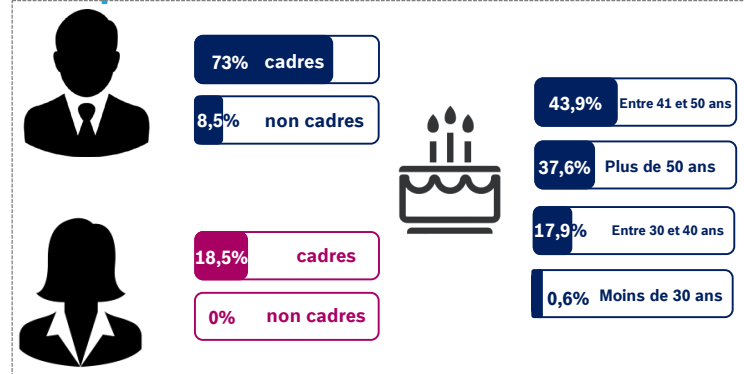 73% cadres
8,5% non cadres
18,5% cadres
0% non cadres
43,9% Entre 41 et 50 ans
37,6% Plus de 50 ans
17,9% Entre 30 et 40 ans
0,6% Moins de 30 ans